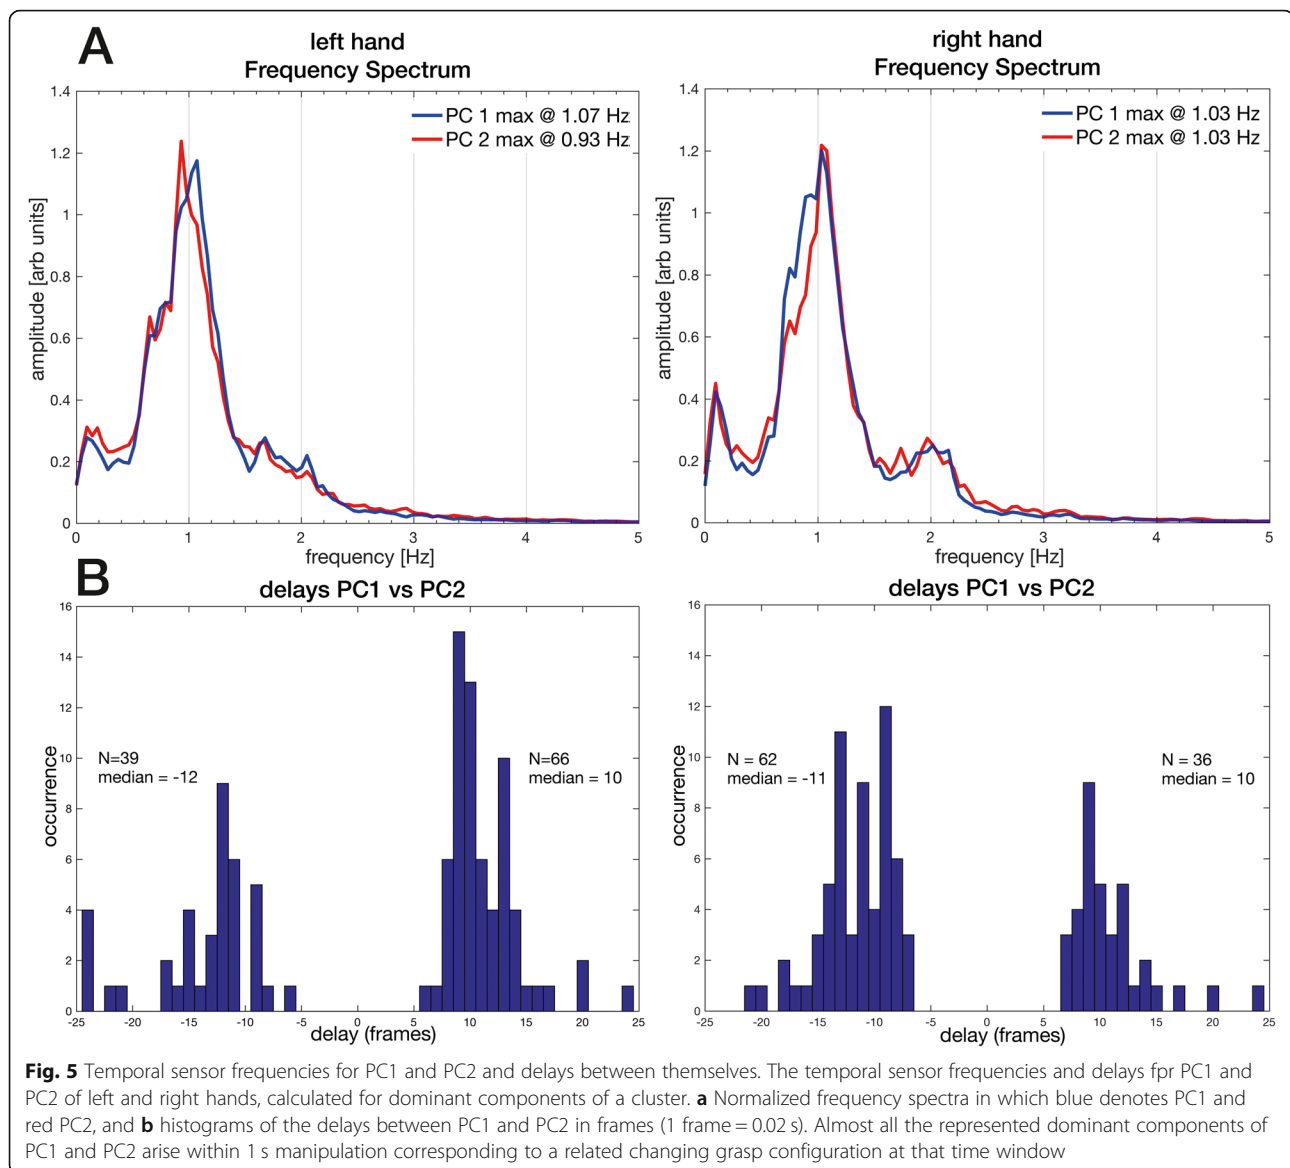 A
left hand
Frequency Spectrum
PC 1 max @ 1.07 Hz
PC 2 max @ 0.93 Hz
amplitude [arb units]
1.4
1.2
1
0.8
0.6
0.4
0.2
0
0 1 2 3 4 5
frequency [Hz]
right hand
Frequency Spectrum
PC 1 max @ 1.03 Hz
PC 2 max @ 1.03 Hz
amplitude [arb units]
1.4
1.2
1
0.8
0.6
0.4
0.2
0
0 1 2 3 4 5
frequency [Hz]
B
delays PC1 vs PC2
occurrence
16
14
12
10
8
6
4
2
0
N=39
median = -12
N=66
median = 10
-25 -20 -15 -10 -5 0 5 10 15 20 25
delay (frames)
delays PC1 vs PC2
occurrence
16
14
12
10
8
6
4
2
0
N = 62
median = -11
N = 36
median = 10
-25 -20 -15 -10 -5 0 5 10 15 20 25
delay (frames)
Fig. 5 Temporal sensor frequencies for PC1 and PC2 and delays between themselves. The temporal sensor frequencies and delays fpr PC1 and
PC2 of left and right hands, calculated for dominant components of a cluster. a Normalized frequency spectra in which blue denotes PC1 and
red PC2, and b histograms of the delays between PC1 and PC2 in frames (1 frame = 0.02 s). Almost all the represented dominant components of
PC1 and PC2 arise within 1 s manipulation corresponding to a related changing grasp configuration at that time window